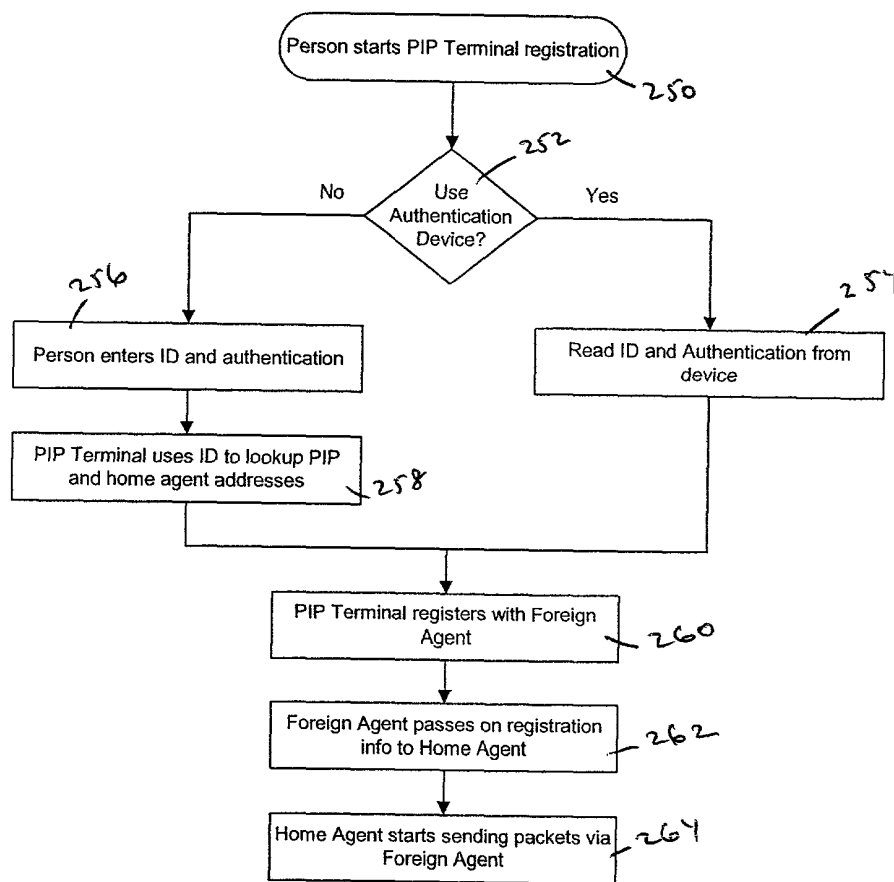 Person starts PIP Terminal registration
250
252
Use
Authentication
Device?
No
Yes
256
Person enters ID and authentication
Read ID and Authentication from
device
PIP Terminal uses ID to lookup PIP
and home agent addresses
258
PIP Terminal registers with Foreign
Agent
260
Foreign Agent passes on registration
info to Home Agent
262
Home Agent starts sending packets via
Foreign Agent
264